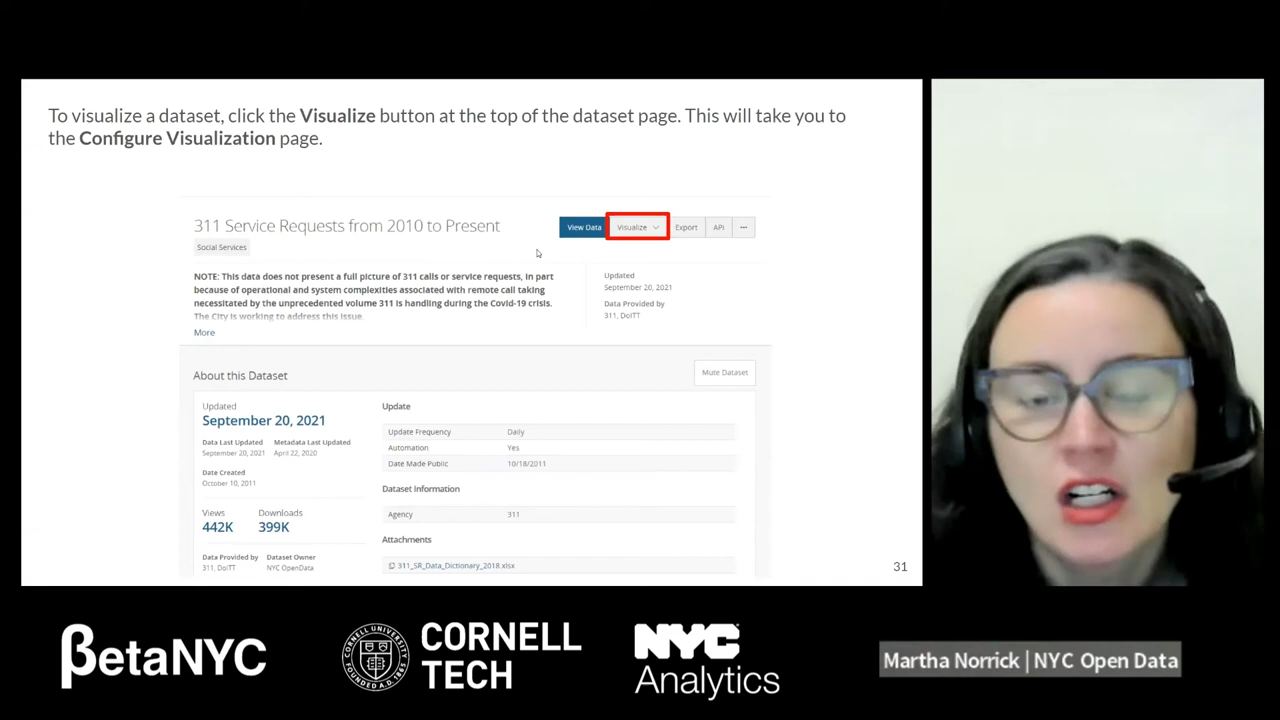 To visualize a dataset, click the Visualize button at the top of the dataset page. This will take you to
the Configure Visualization page.
311 Service Requests from 2010 to Present
View Data
Visualize
Export
API
...
Social Services
NOTE: This data does not present a full picture of 311 calls or service requests, in part
because of operational and system complexities associated with remote call taking
necessitated by the unprecedented volume 311 is handling during the Covid-19 crisis.
The City is working to address this issue.
More
Updated
September 20, 2021
Data Provided by
311, DoITT
About this Dataset
Mute Dataset
Updated
September 20, 2021
Data Last Updated
Metadata Last Updated
September 20, 2021
April 22, 2020
Date Created
October 10, 2011
Views
Downloads
442K
399K
Data Provided by
Dataset Owner
311, DoITT
NYC OpenData
Update
Update Frequency
Daily
Automation
Yes
Date Made Public
10/18/2011
Dataset Information
Agency
311
Attachments
311_SR_Data_Dictionary_2018.xlsx
31
βetaNYC
CORNELL UNIVERSITY
FOUNDED A.D. 1865
CORNELL
TECH
NYC
Analytics
Martha Norrick | NYC Open Data